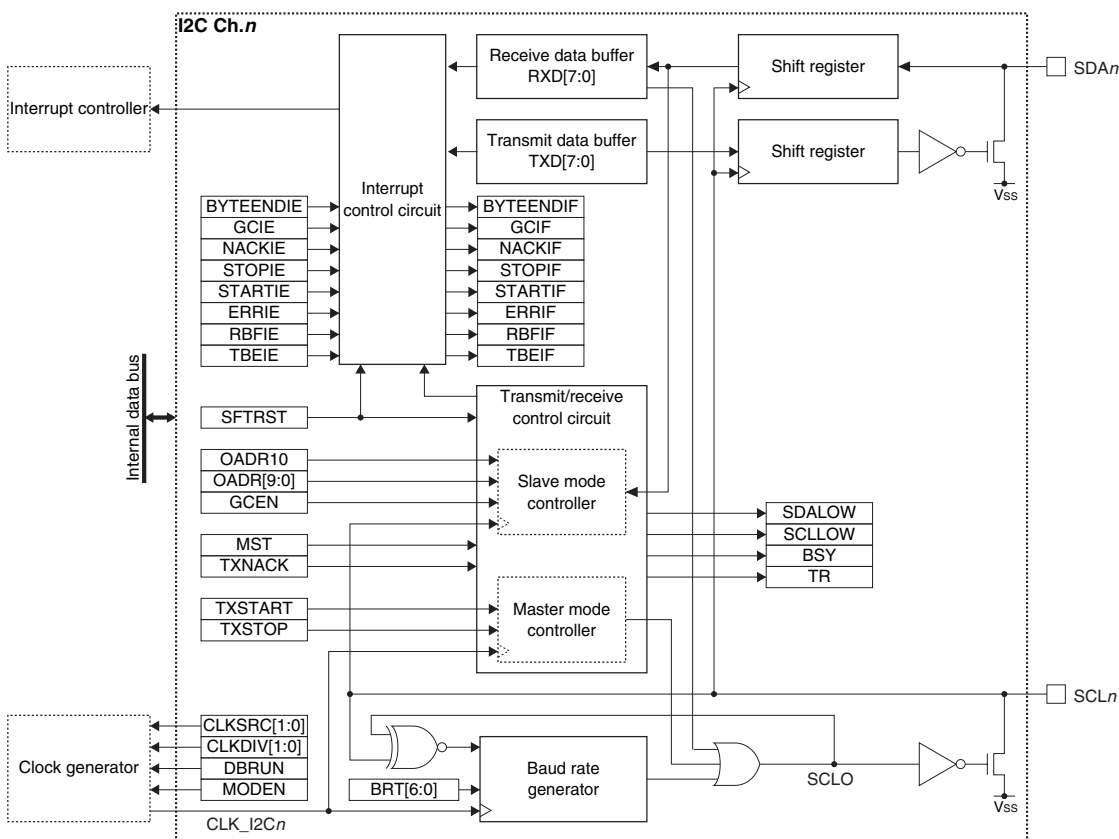 I2C Ch.n
Interrupt controller
Interrupt
control circuit
Receive data buffer
RXD[7:0]
Shift register
SDAn
Transmit data buffer
TXD[7:0]
Shift register
VSS
BYTEENDIE
GCIE
NACKIE
STOPIE
STARTIE
ERRIE
RBFIE
TBEIE
BYTEENDIF
GCIF
NACKIF
STOPIF
STARTIF
ERRIF
RBFIF
TBEIF
Internal data bus
SFTRST
Transmit/receive
control circuit
OADR10
OADR[9:0]
GCEN
Slave mode
controller
MST
TXNACK
SDALOW
SCLLOW
BSY
TR
TXSTART
TXSTOP
Master mode
controller
SCLn
Clock generator
CLKSRC[1:0]
CLKDIV[1:0]
DBRUN
MODEN
BRT[6:0]
Baud rate
generator
SCLO
VSS
CLK_I2Cn